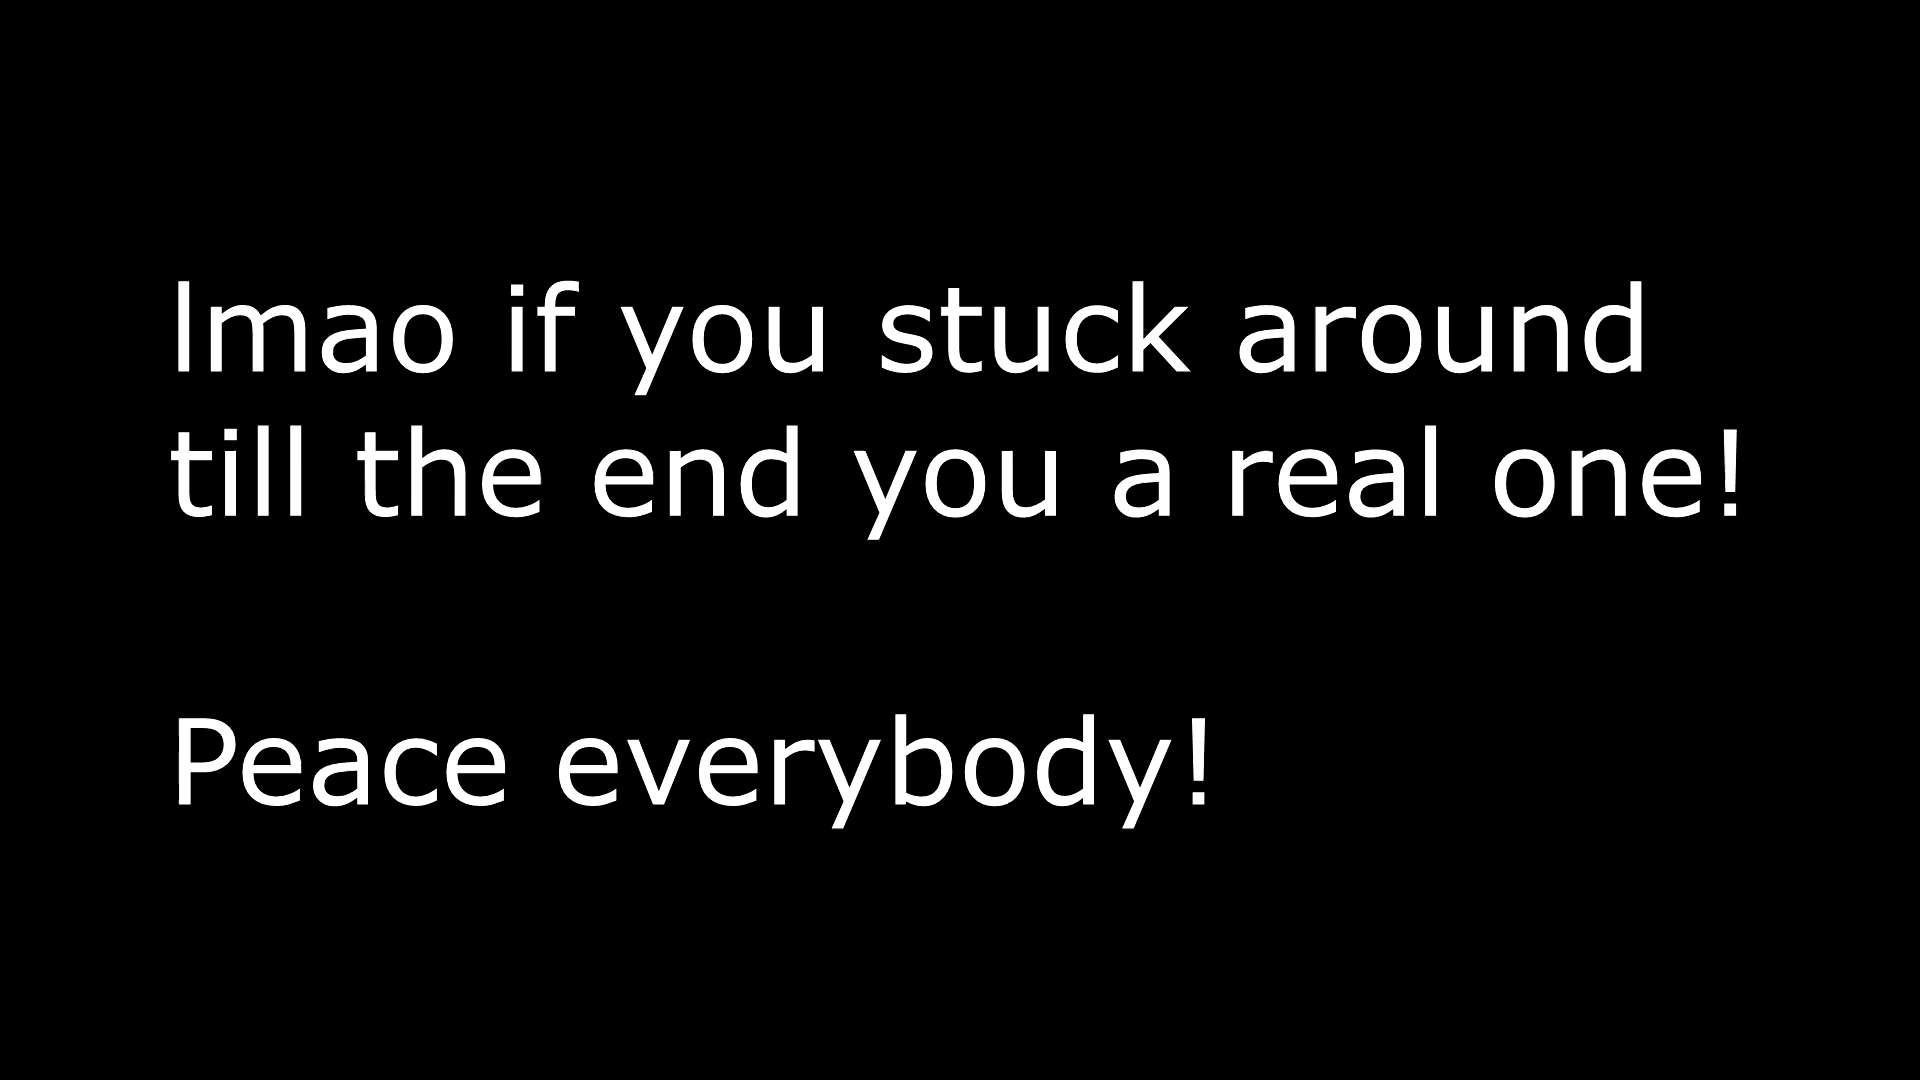 lmao if you stuck around
till the end you a real one!
Peace everybody!